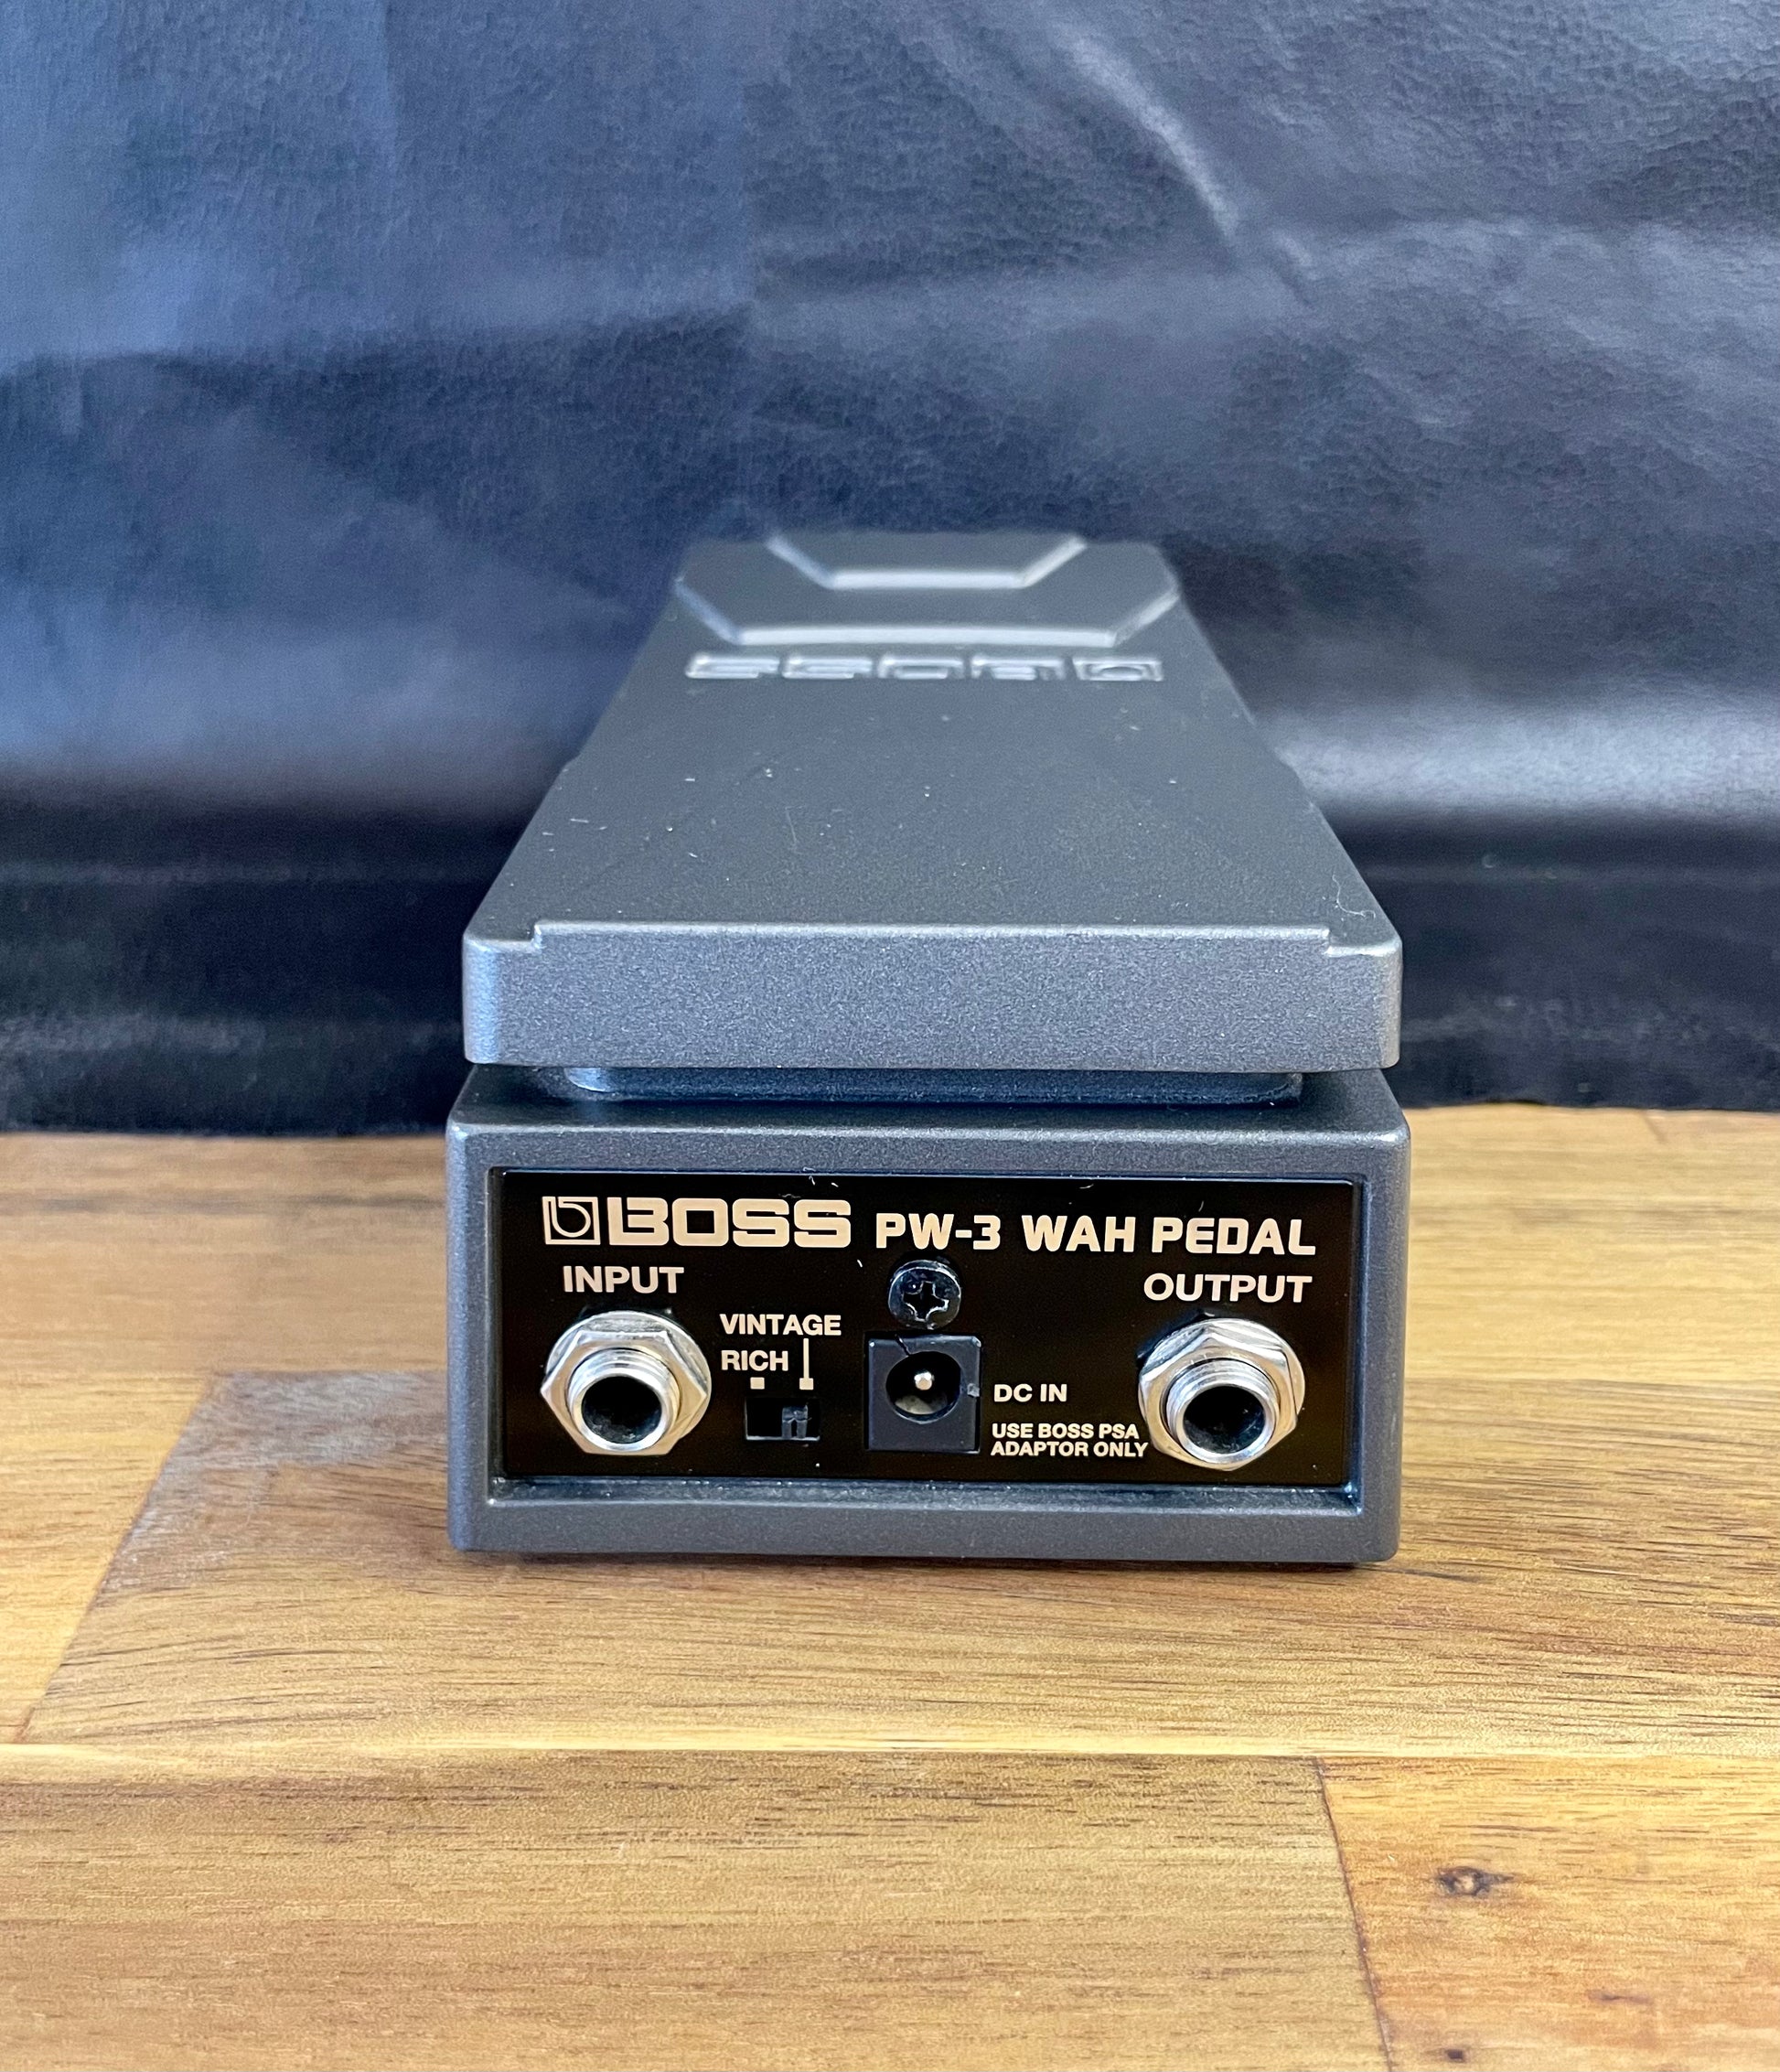 BOSS
BOSS PW-3 WAH PEDAL
INPUT
OUTPUT
VINTAGE
RICH
DC IN
USE BOSS PSA
ADAPTOR ONLY